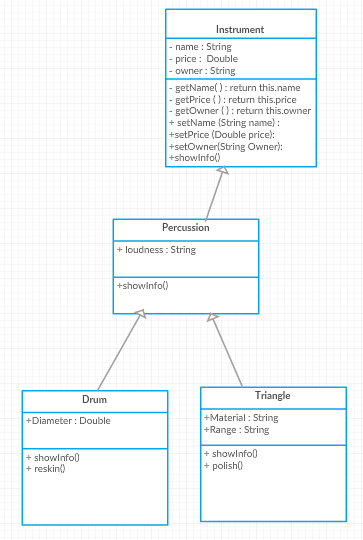 Instrument
- name : String
- price :  Double
- owner : String
- getName( ) : return this.name
- getPrice ( ) : return this.price
- getOwner ( ) : return this.owner
+ setName (String name) :
+setPrice (Double price):
+setOwner(String Owner):
+showInfo()
Percussion
+ loudness : String
+showInfo()
Drum
+Diameter : Double
+ showInfo()
+ reskin()
Triangle
+Material : String
+Range : String
+ showInfo()
+ polish()